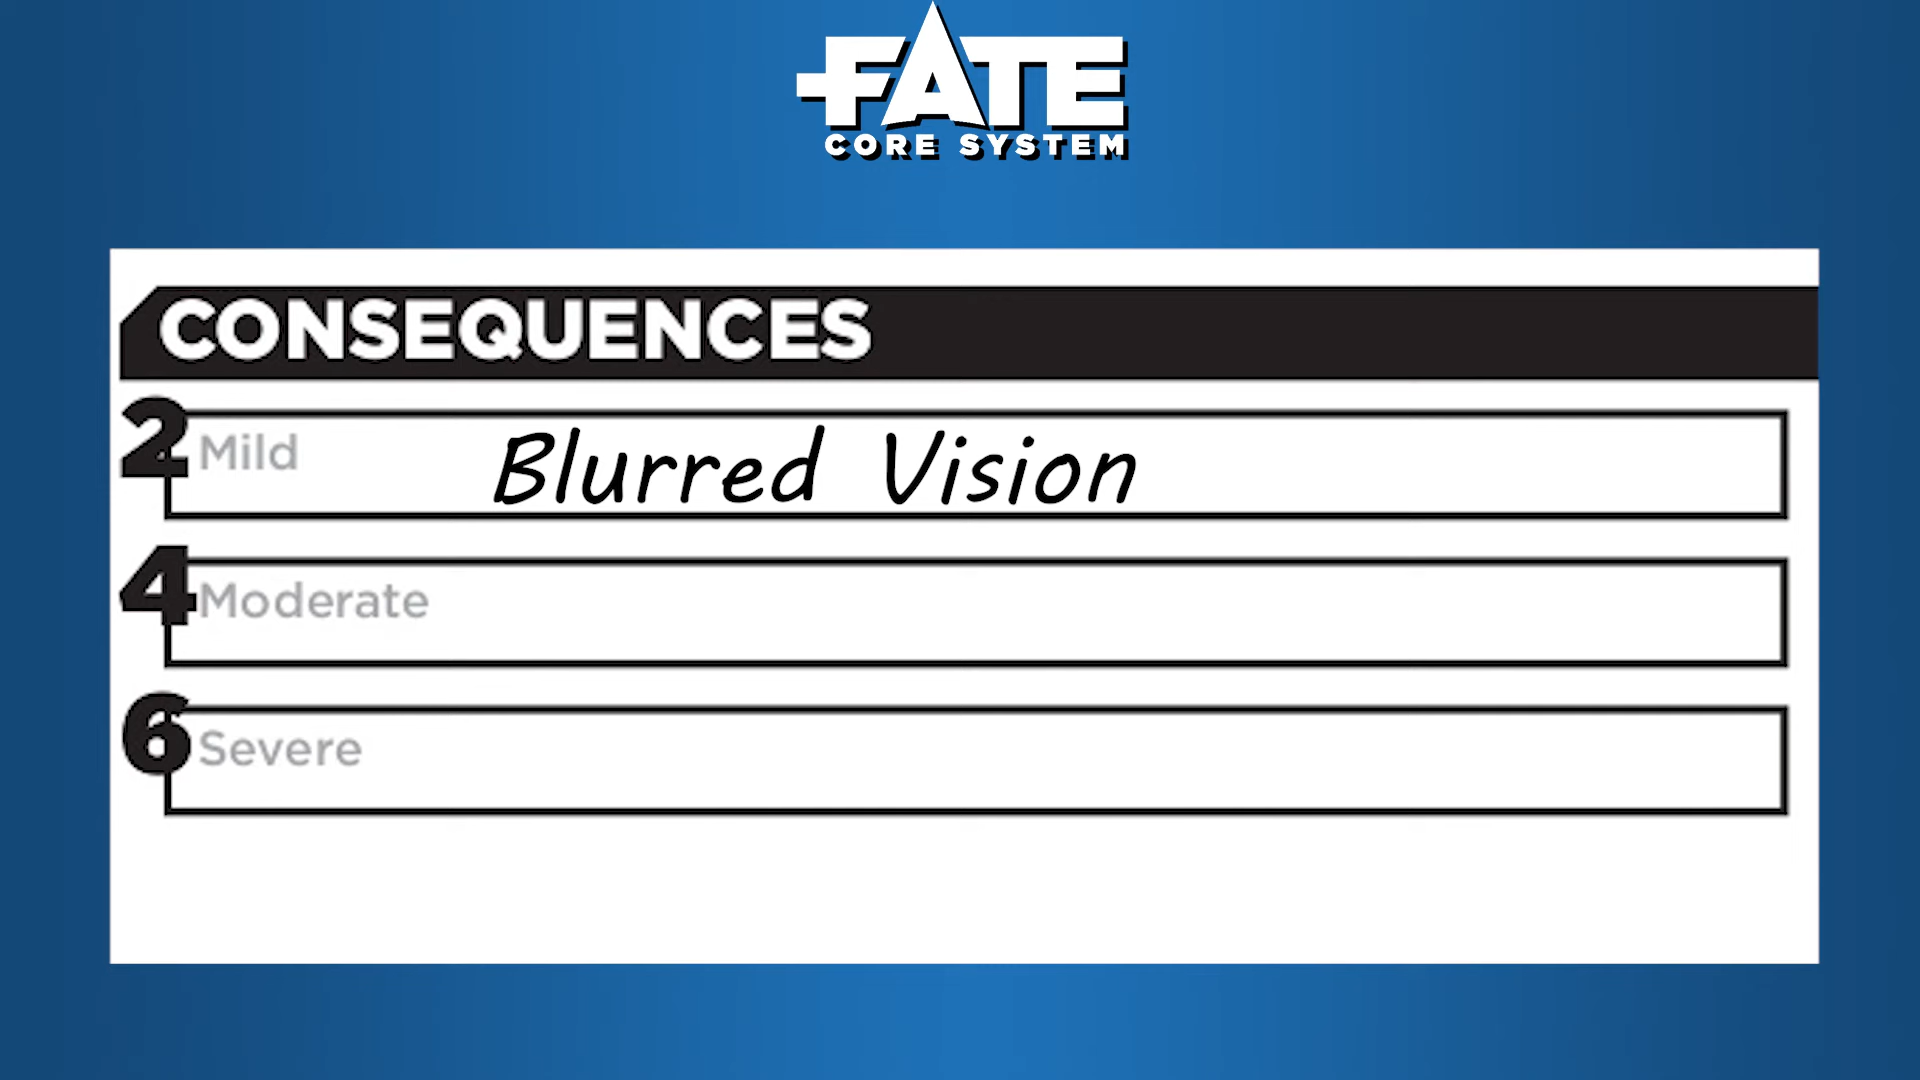 FATE
CORE SYSTEM
CONSEQUENCES
2 Mild Blurred Vision
4 Moderate
6 Severe